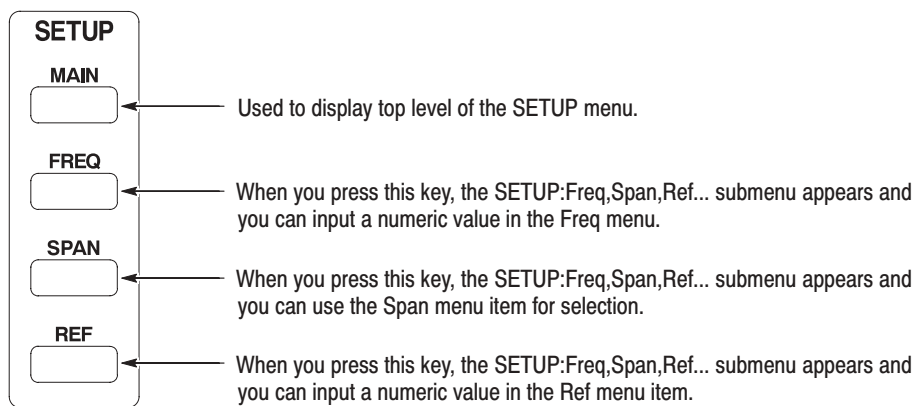 SETUP
MAIN
Used to display top level of the SETUP menu.
FREQ
When you press this key, the SETUP:Freq,Span,Ref... submenu appears and
you can input a numeric value in the Freq menu.
SPAN
When you press this key, the SETUP:Freq,Span,Ref... submenu appears and
you can use the Span menu item for selection.
REF
When you press this key, the SETUP:Freq,Span,Ref... submenu appears and
you can input a numeric value in the Ref menu item.